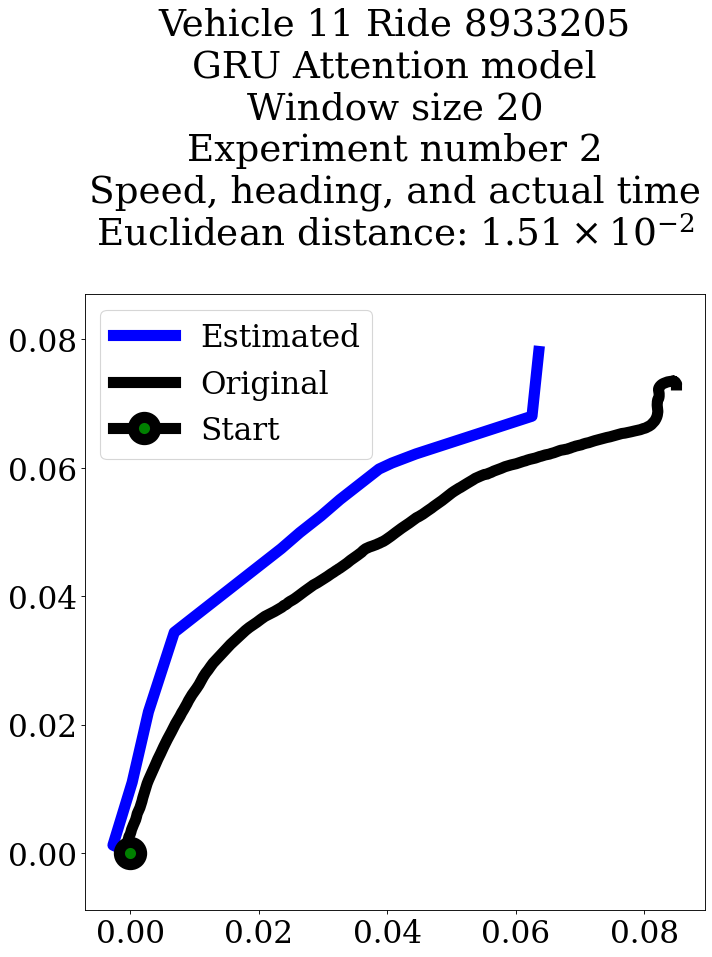 Vehicle 11 Ride 8933205
GRU Attention model
Window size 20
Experiment number 2
Speed, heading, and actual time
Euclidean distance: 1.51 × 10⁻²
Estimated
Original
Start
0.08
0.06
0.04
0.02
0.00
0.00 0.02 0.04 0.06 0.08